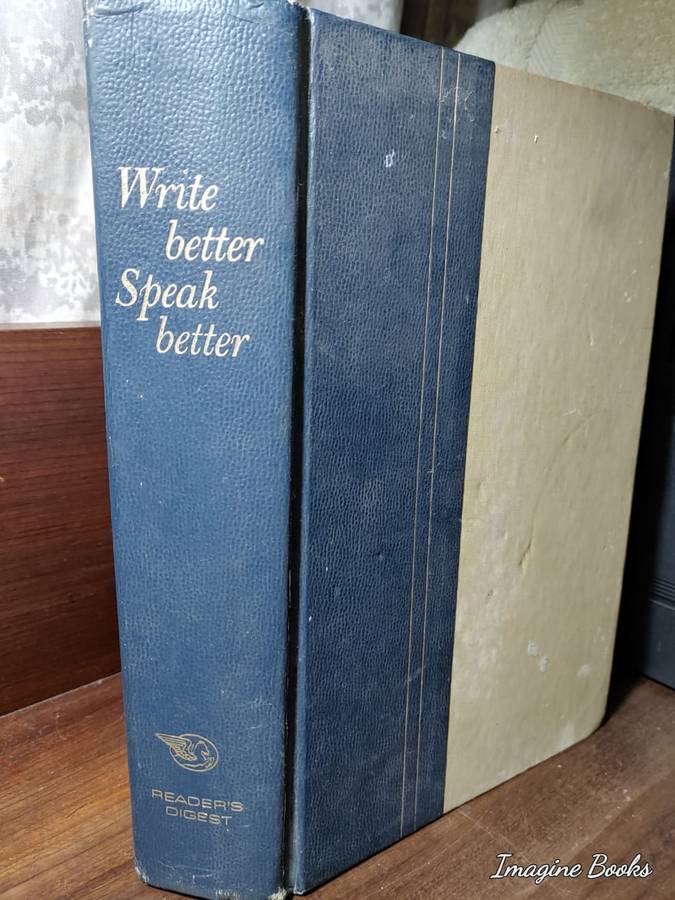 Write
better
Speak
better
READER'S
DIGEST
Imagine Books